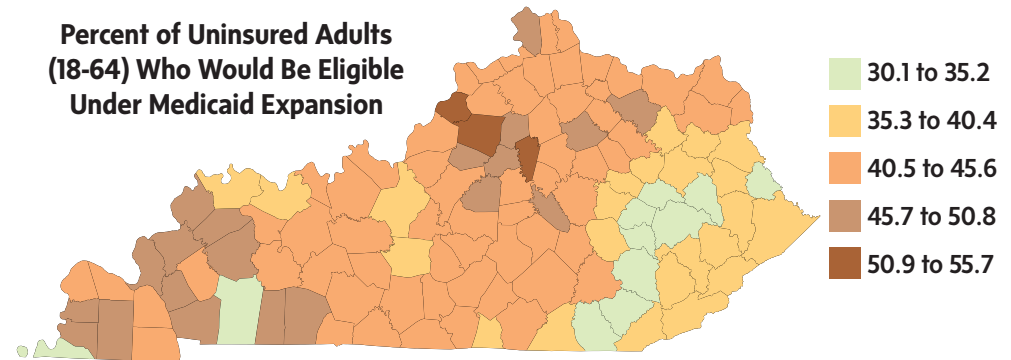 Percent of Uninsured Adults
(18-64) Who Would Be Eligible
Under Medicaid Expansion
30.1 to 35.2
35.3 to 40.4
40.5 to 45.6
45.7 to 50.8
50.9 to 55.7